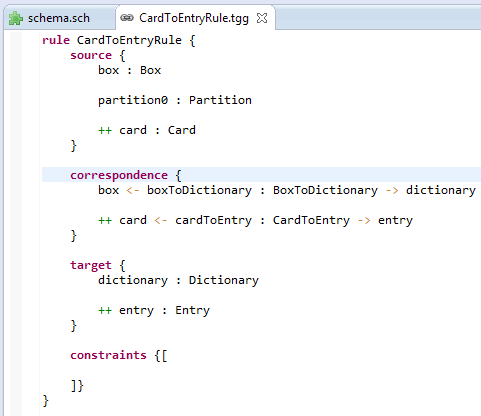 schema.sch CardToEntryRule.tgg
rule CardToEntryRule {
source {
box : Box
partition0 : Partition
++ card : Card
}
correspondence {
box <- boxToDictionary : BoxToDictionary -> dictionary
++ card <- cardToEntry : CardToEntry -> entry
}
target {
dictionary : Dictionary
++ entry : Entry
}
constraints {[
]}
}